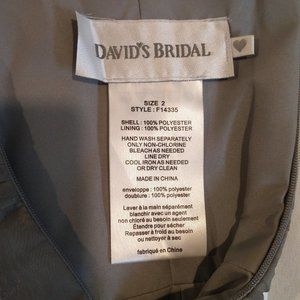 DAVID'S BRIDAL
SIZE 2
STYLE: F14335
SHELL: 100% POLYESTER
LINING: 100% POLYESTER
HAND WASH SEPARATELY
ONLY NON-CHLORINE
BLEACH AS NEEDED
LINE DRY
COOL IRON AS NEEDED
OR DRY CLEAN
MADE IN CHINA
enveloppe: 100% polyester
doublure: 100% polyester
Laver à la main séparément
blanchir avec un agent
non chloré au besoin seulement
Étendre pour sécher
Repasser à froid au besoin
ou nettoyer à sec
fabriqué en Chine